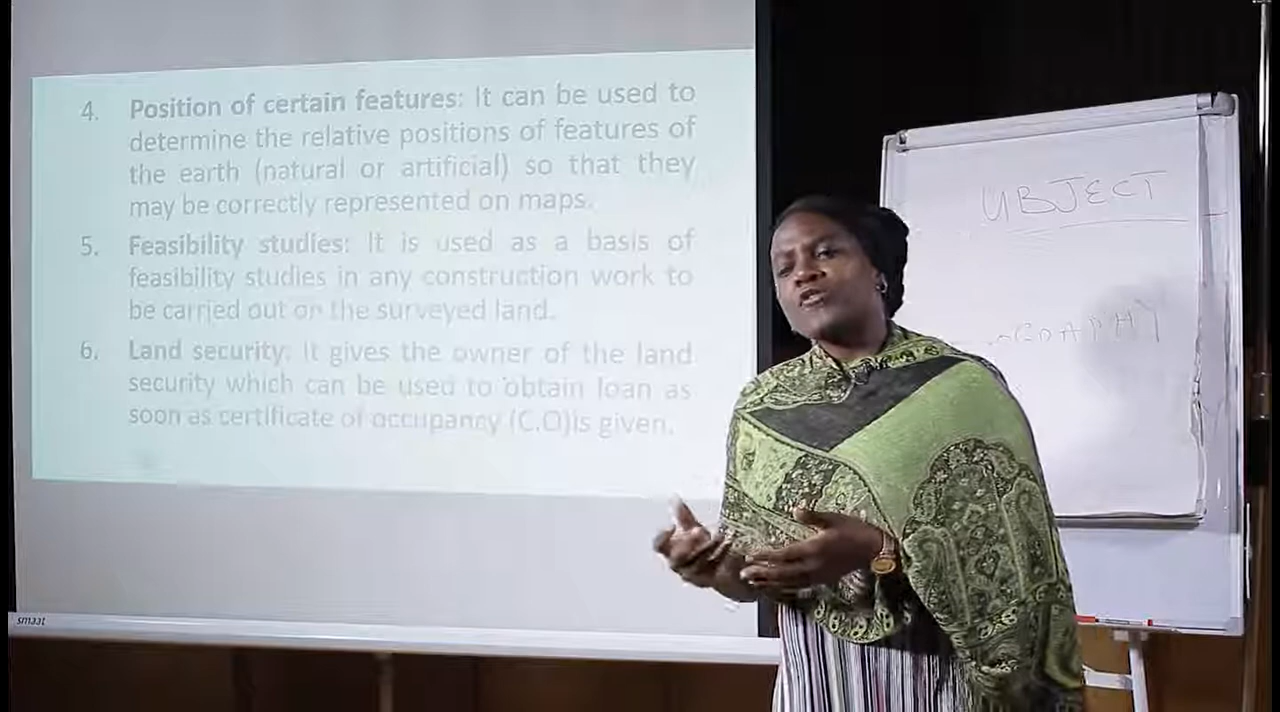 4. Position of certain features: It can be used to
determine the relative positions of features of
the earth (natural or artificial) so that they
may be correctly represented on maps.
5. Feasibility studies: It is used as a basis of
feasibility studies in any construction work to
be carried out on the surveyed land.
6. Land security: It gives the owner of the land
security which can be used to obtain loan as
soon as certificate of occupancy (C.O)is given.
smaat
UBJECT
OGRAPHY